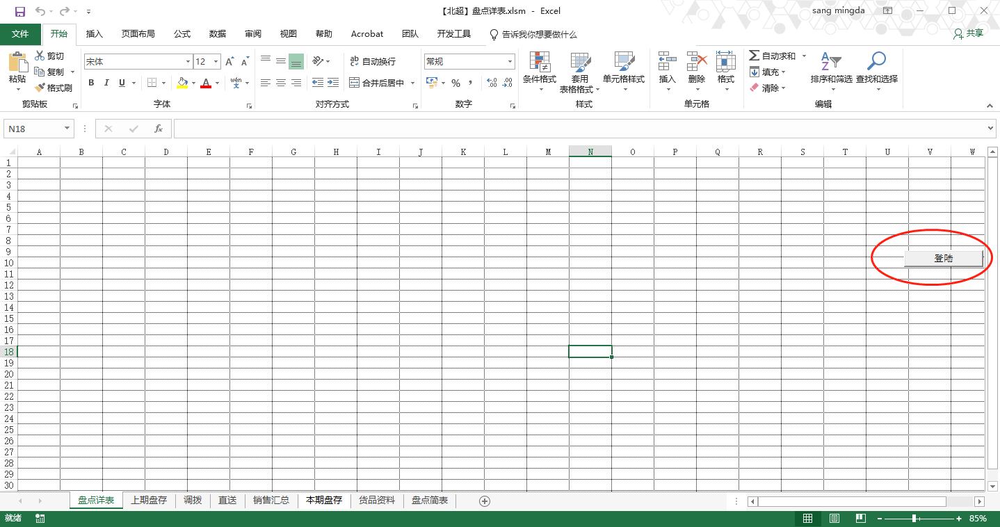 【北超】盘点详表.xlsm - Excel
sang mingda
文件 开始 插入 页面布局 公式 数据 审阅 视图 帮助 Acrobat 团队 开发工具 告诉我你想要做什么 共享
粘贴 剪切 复制 格式刷 剪贴板
宋体 12 A A
B I U A wén 文 字体
ab 自动换行
合并后居中 对齐方式
常规
% , .00 .00 数字
条件格式 套用 表格格式 单元格样式 样式
插入 删除 格式 单元格
自动求和 填充 清除 排序和筛选 查找和选择 编辑
N18 fx
A B C D E F G H I J K L M N O P Q R S T U V W
1
2
3
4
5
6
7
8
9
10
登陆
11
12
13
14
15
16
17
18
19
20
21
22
23
24
25
26
27
28
29
30
盘点详表 上期盘存 调拨 直送 销售汇总 本期盘存 货品资料 盘点简表
就绪 85%